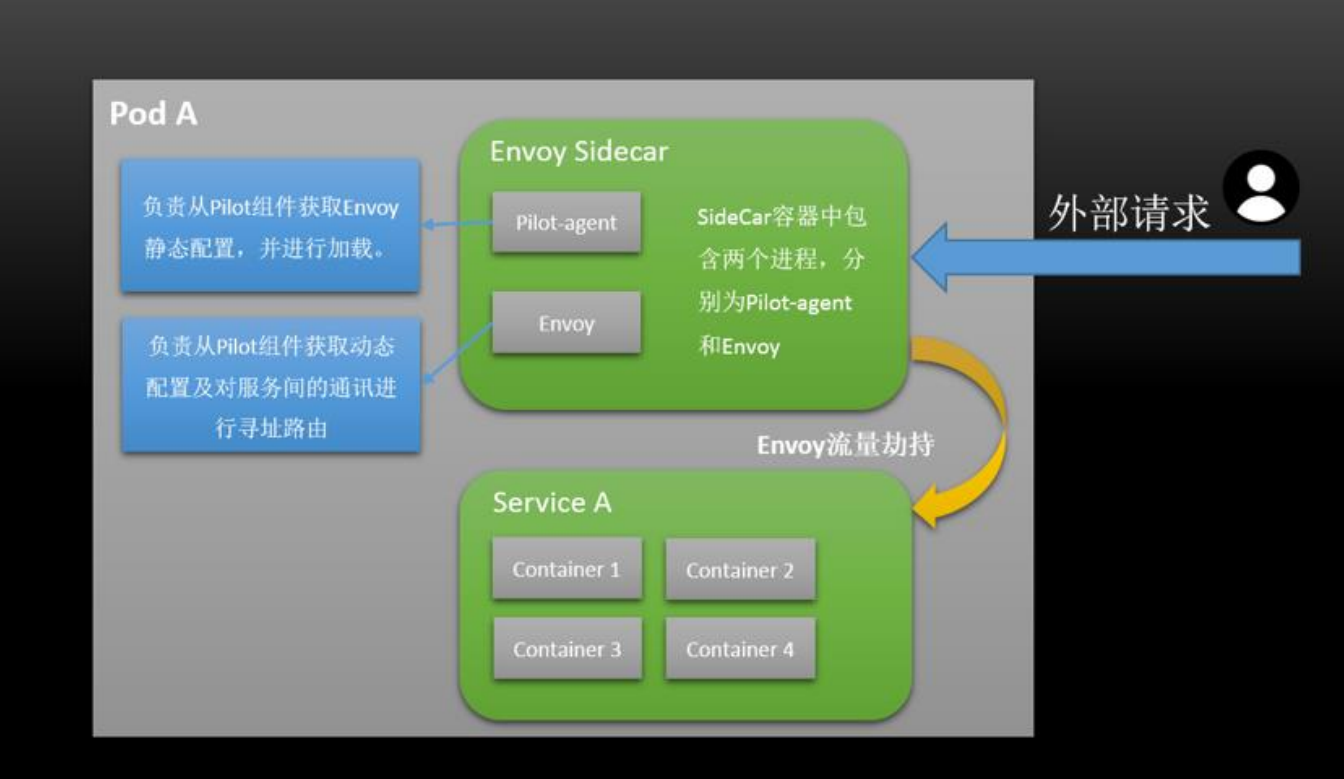 Pod A
负责从Pilot组件获取Envoy
静态配置，并进行加载。
负责从Pilot组件获取动态
配置及对服务间的通讯进
行寻址路由
Envoy Sidecar
Pilot-agent
Envoy
SideCar容器中包
含两个进程，分
别为Pilot-agent
和Envoy
外部请求
Envoy流量劫持
Service A
Container 1
Container 2
Container 3
Container 4